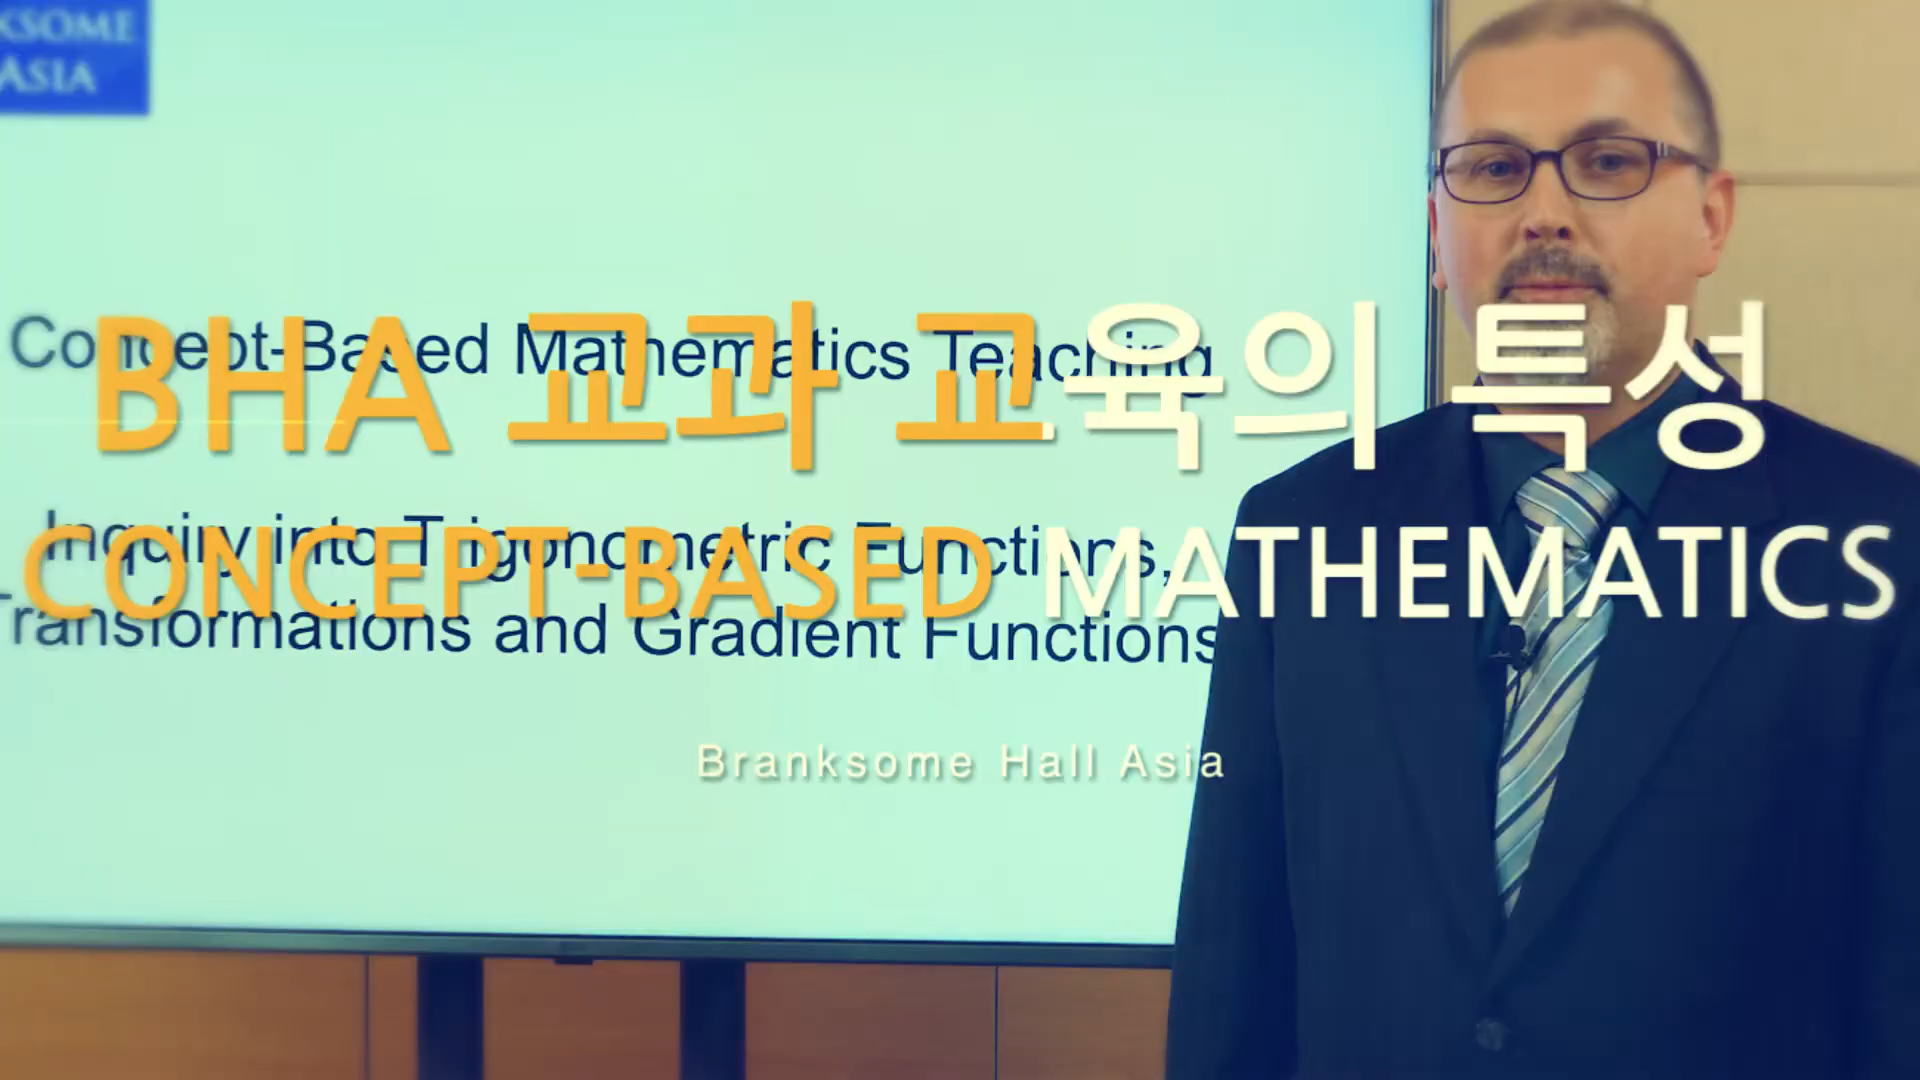 KSOME
ASIA
Concept-Based Mathematics Teaching
BHA 교과 교육의 특성
Inquiry into Trigonometric Functions,
CONCEPT-BASED MATHEMATICS
Transformations and Gradient Functions
Branksome Hall Asia